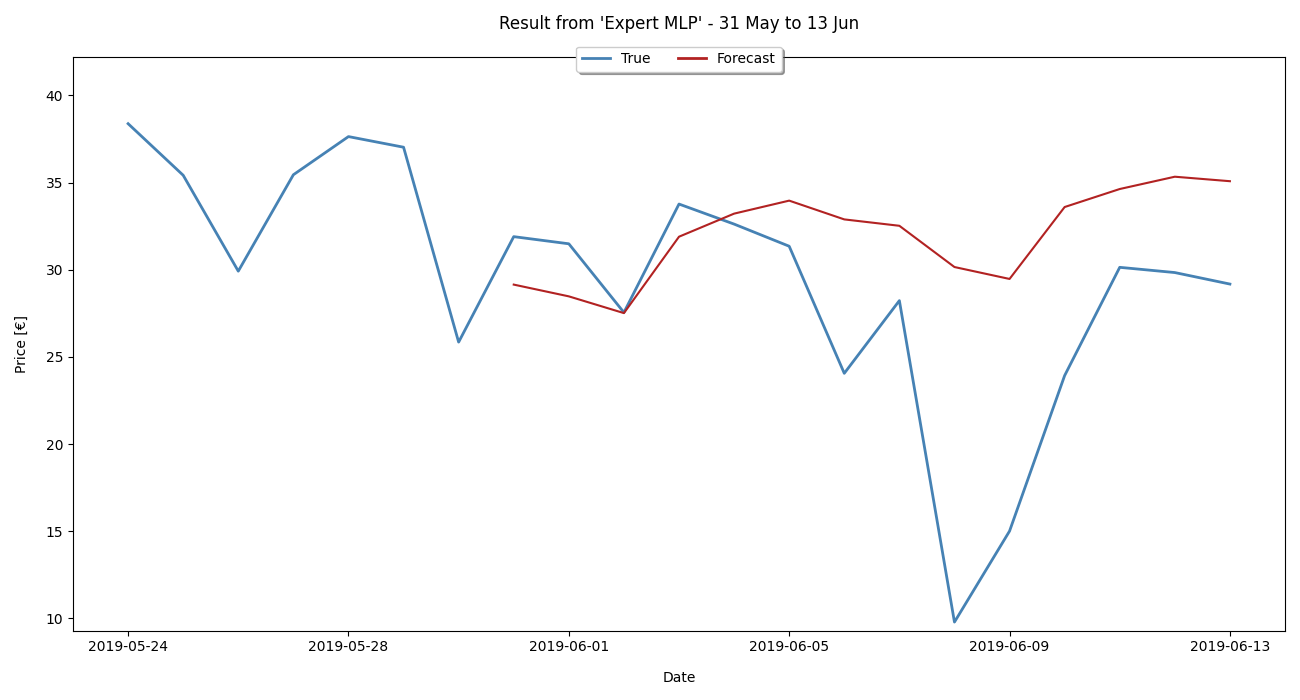 Result from 'Expert MLP' - 31 May to 13 Jun
True Forecast
40
35
30
25
20
15
10
Price [€]
2019-05-24 2019-05-28 2019-06-01 2019-06-05 2019-06-09 2019-06-13
Date